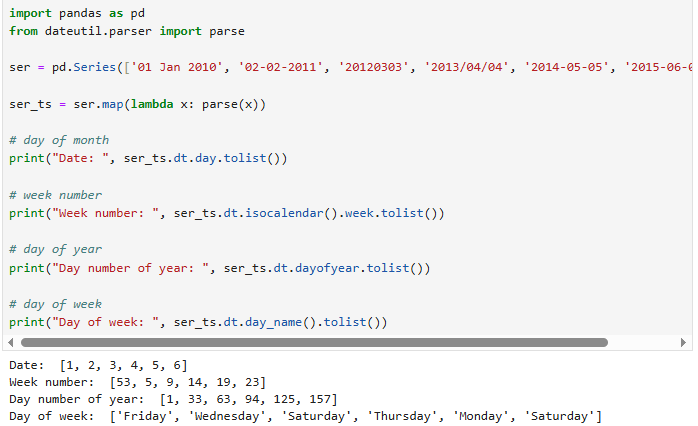 import pandas as pd
from dateutil.parser import parse
ser = pd.Series(['01 Jan 2010', '02-02-2011', '20120303', '2013/04/04', '2014-05-05', '2015-06-
ser_ts = ser.map(lambda x: parse(x))
# day of month
print("Date: ", ser_ts.dt.day.tolist())
# week number
print("Week number: ", ser_ts.dt.isocalendar().week.tolist())
# day of year
print("Day number of year: ", ser_ts.dt.dayofyear.tolist())
# day of week
print("Day of week: ", ser_ts.dt.day_name().tolist())
Date:  [1, 2, 3, 4, 5, 6]
Week number:  [53, 5, 9, 14, 19, 23]
Day number of year:  [1, 33, 63, 94, 125, 157]
Day of week:  ['Friday', 'Wednesday', 'Saturday', 'Thursday', 'Monday', 'Saturday']